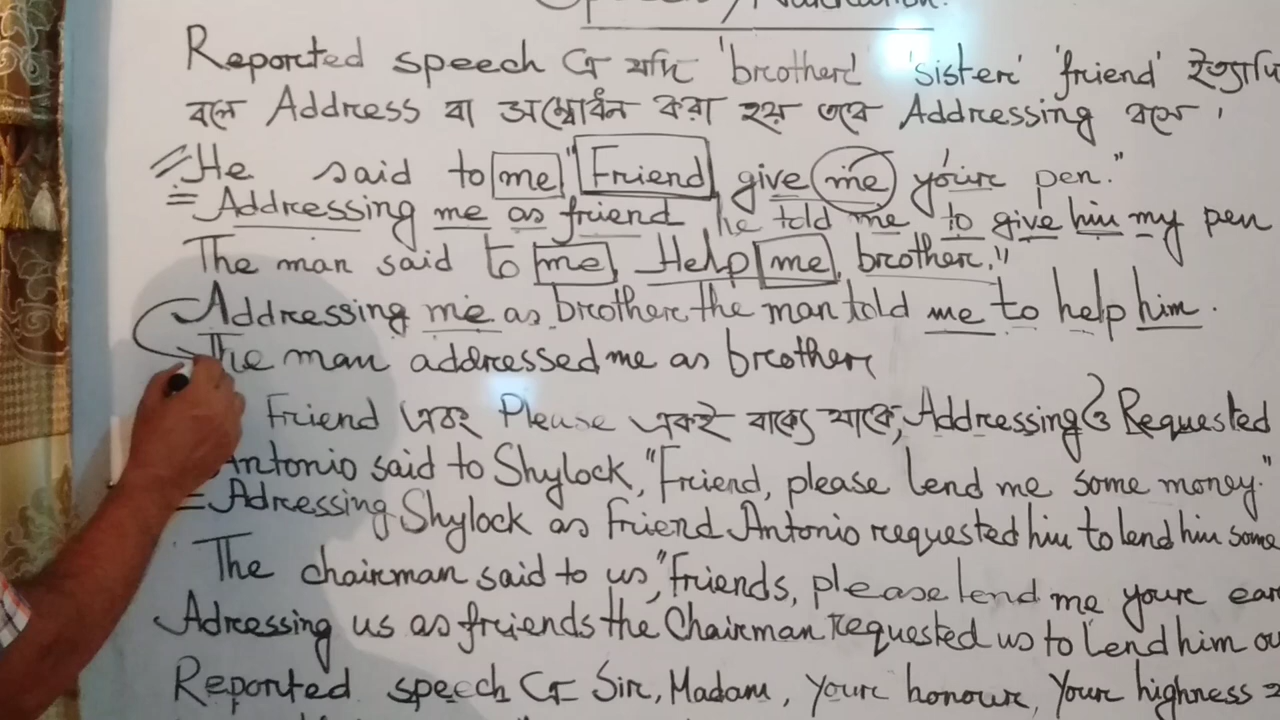 Speech / Narration.
Reported speech এ যদি 'brother' 'sister' 'friend' ইত্যাদি
বলে Address বা সম্বোধন করা হয় তবে Addressing বসে।
He said to me "Friend give me your pen."
= Addressing me as friend he told me to give him my pen
The man said to me, Help me, brother."
Addressing me as brother the man told me to help him.
The man addressed me as brother
Friend এবং Please একই বাক্যে থাকে, Addressing ও Requested
Antonio said to Shylock, "Friend, please lend me some money."
= Adressing Shylock as friend Antonio requested him to lend him some
The chairman said to us, "Friends, please lend me your ear
Adressing us as friends the Chairman requested us to lend him ou
Reported speech এ Sir, Madam, Your honour, Your highness =